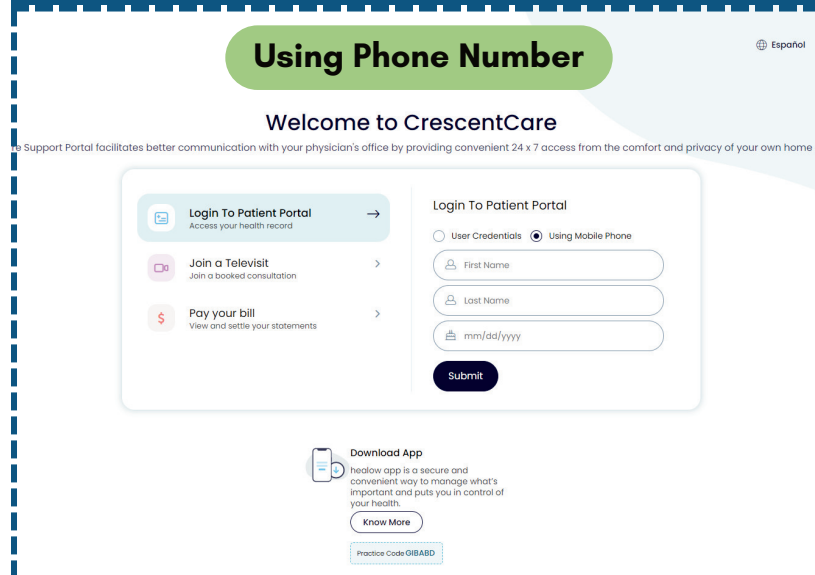 Using Phone Number
Español
Welcome to CrescentCare
Support Portal facilitates better communication with your physician's office by providing convenient 24 x 7 access from the comfort and privacy of your own home
Login To Patient Portal
Access your health record
Join a Televisit
Join a booked consultation
Pay your bill
View and settle your statements
Login To Patient Portal
User Credentials Using Mobile Phone
First Name
Last Name
mm/dd/yyyy
Submit
Download App
healow app is a secure and
convenient way to manage what's
important and puts you in control of
your health.
Know More
Practice Code GIBABD